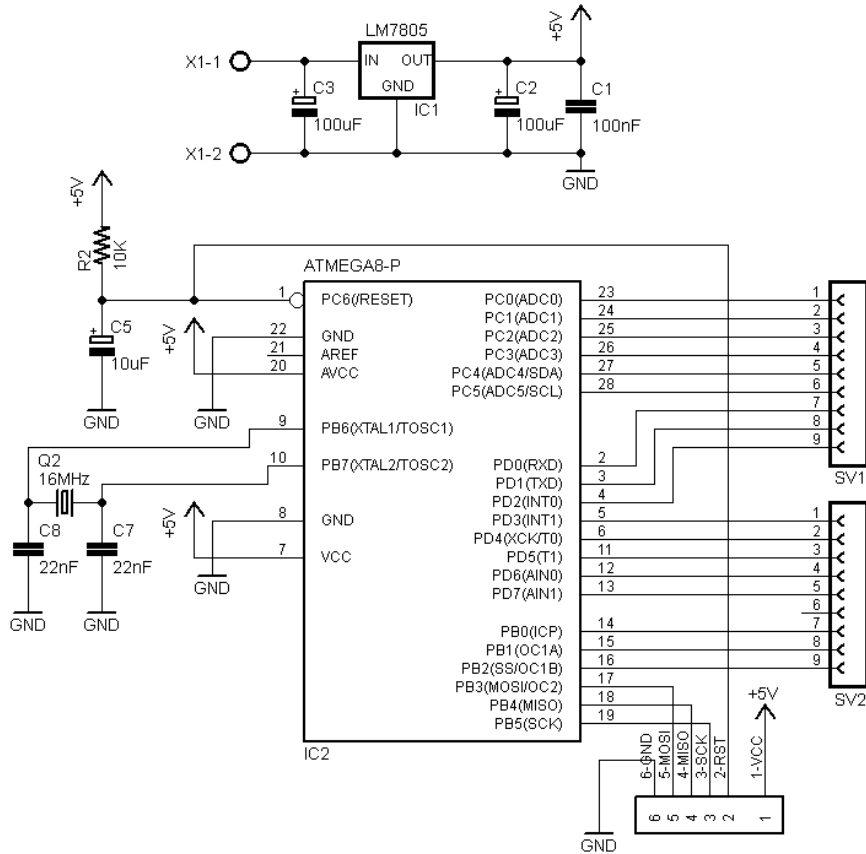 +5V
LM7805
X1-1
IN OUT
GND
IC1
+
C3
100uF
+
C2
100uF
C1
100nF
X1-2
GND
+5V
R2
10K
ATMEGA8-P
1 PC6(/RESET)
22 GND
21 AREF
20 AVCC
9 PB6(XTAL1/TOSC1)
10 PB7(XTAL2/TOSC2)
8 GND
7 VCC
+
C5
10uF
GND
+5V
GND
Q2
16MHz
C8
22nF
C7
22nF
GND
GND
+5V
GND
PC0(ADC0) 23
PC1(ADC1) 24
PC2(ADC2) 25
PC3(ADC3) 26
PC4(ADC4/SDA) 27
PC5(ADC5/SCL) 28
PD0(RXD) 2
PD1(TXD) 3
PD2(INT0) 4
PD3(INT1) 5
PD4(XCK/T0) 6
PD5(T1) 11
PD6(AIN0) 12
PD7(AIN1) 13
PB0(ICP) 14
PB1(OC1A) 15
PB2(SS/OC1B) 16
PB3(MOSI/OC2) 17
PB4(MISO) 18
PB5(SCK) 19
IC2
1
2
3
4
5
6
7
8
9
SV1
1
2
3
4
5
6
7
8
9
SV2
+5V
6-GND
5-MOSI
4-MISO
3-SCK
2-RST
1-VCC
6 5 4 3 2 1
GND